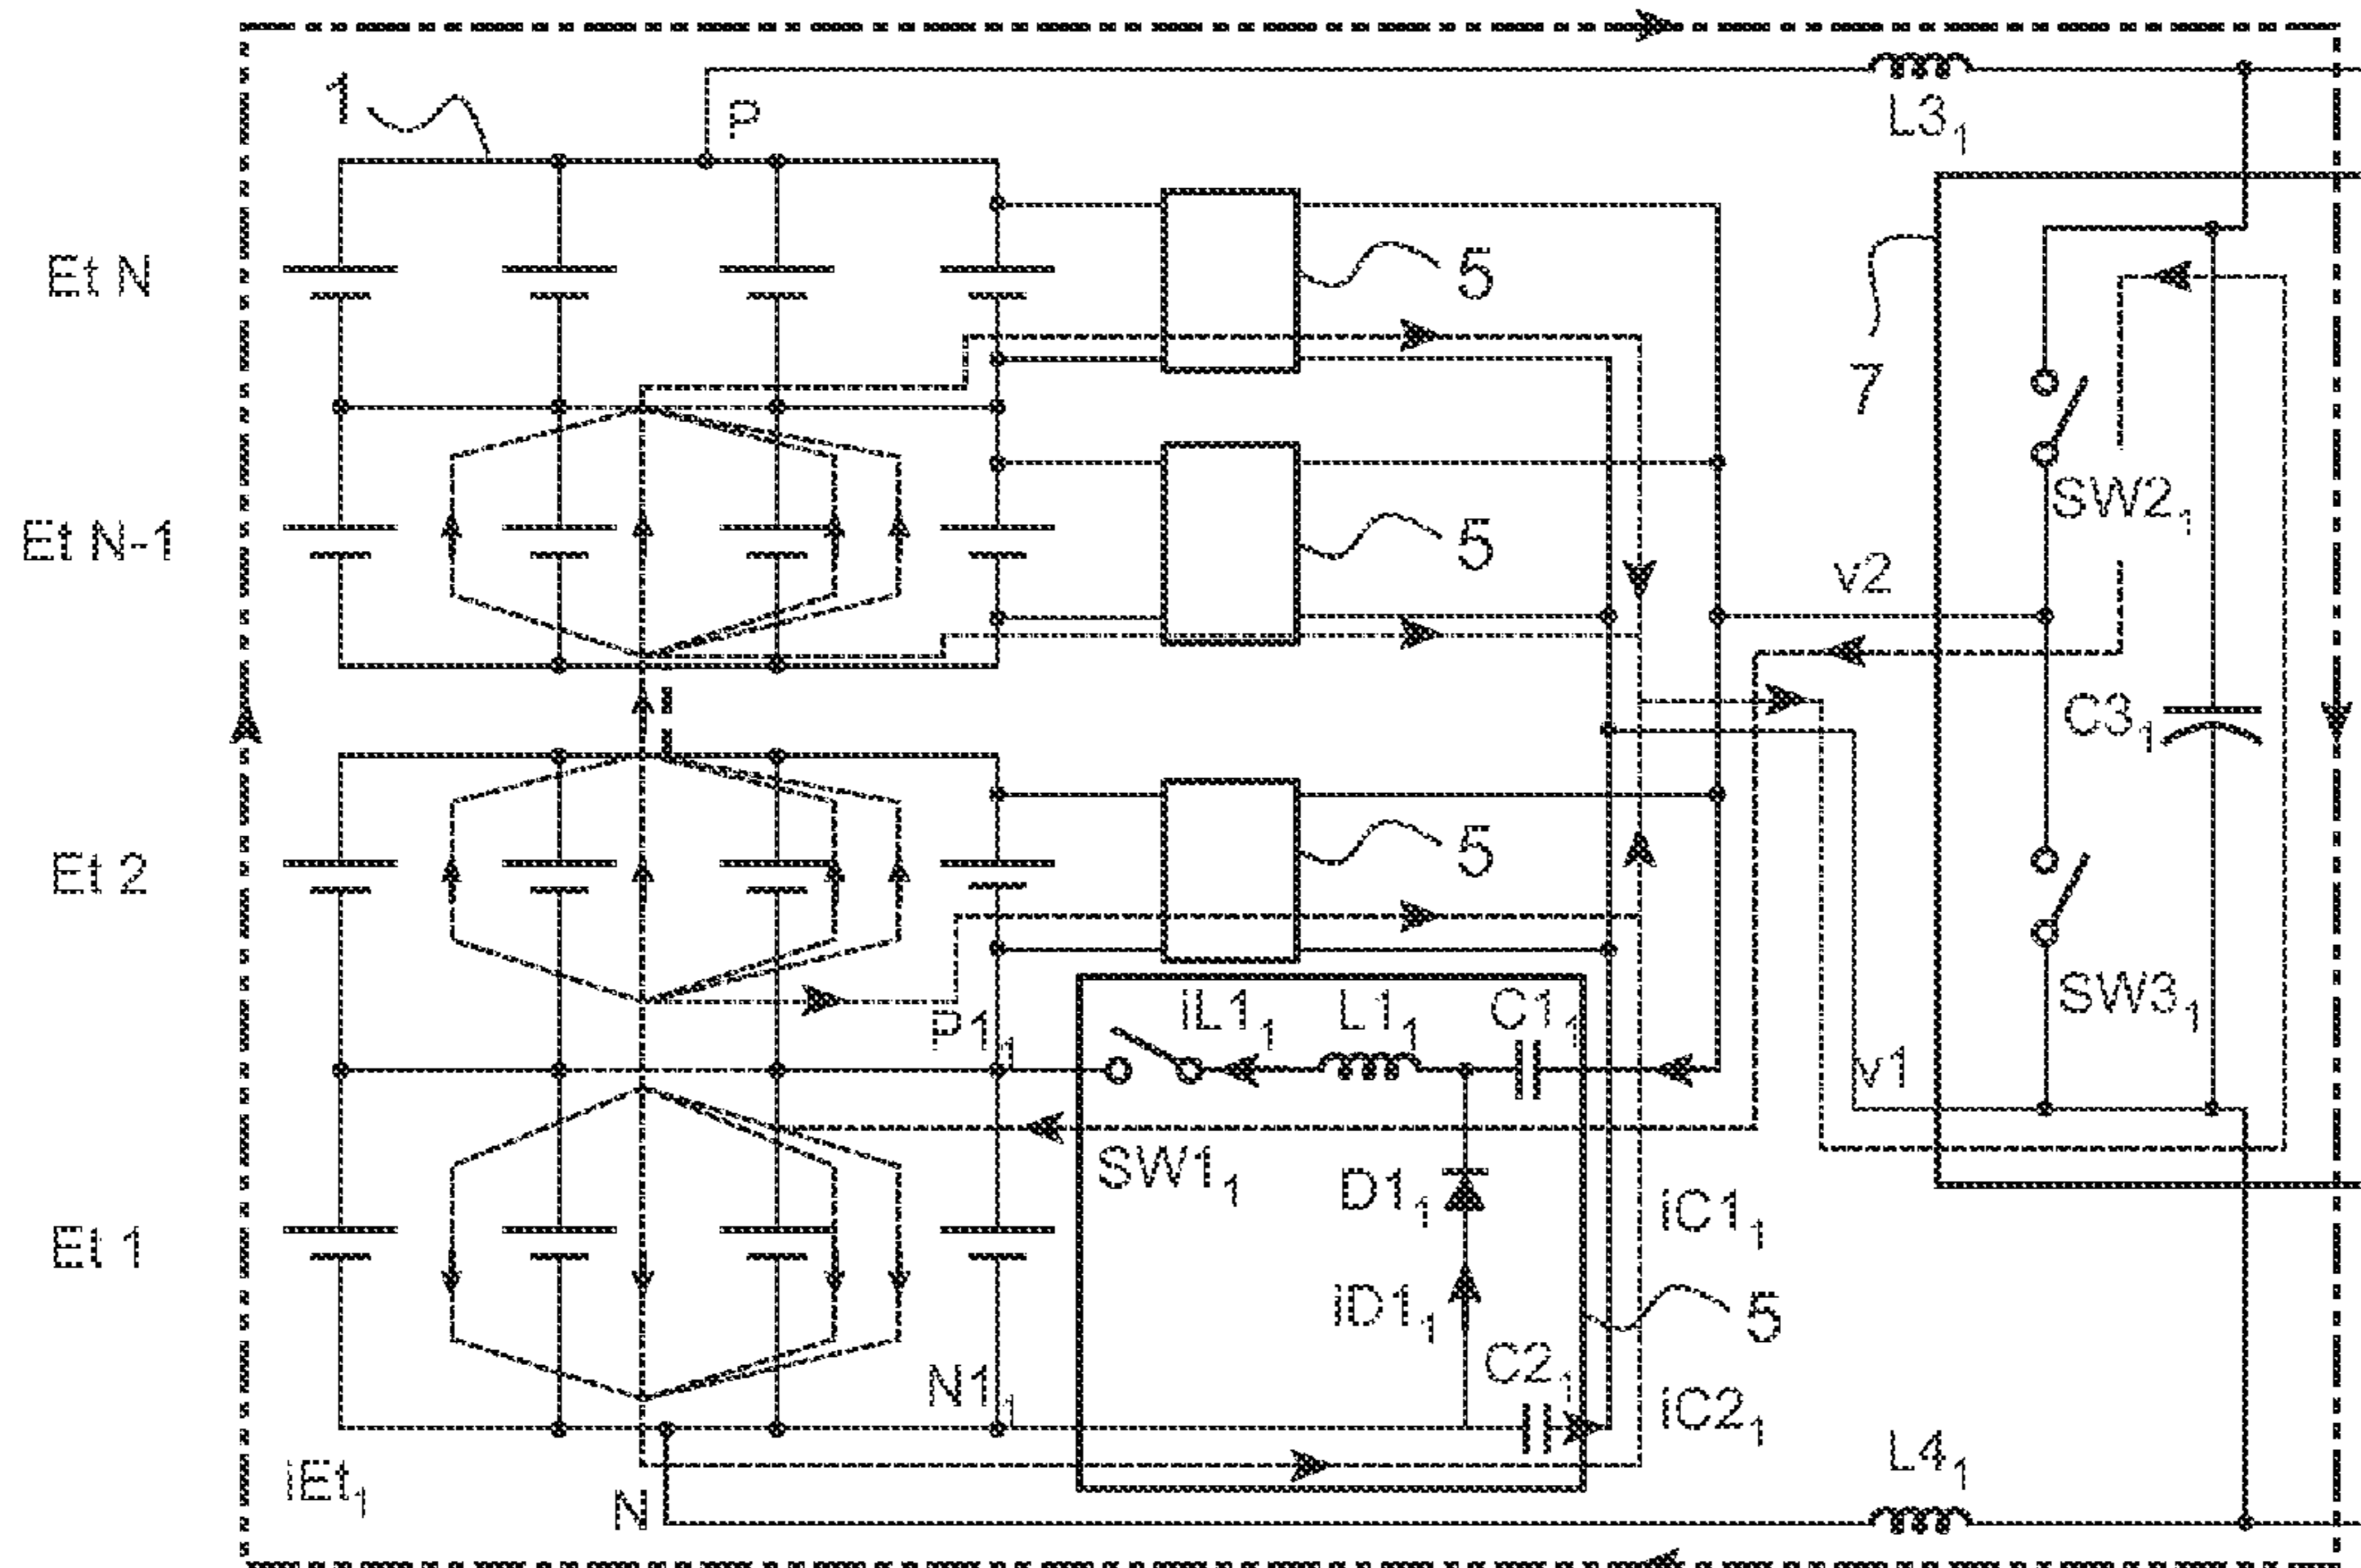 1
P
L3₁
Et N
5
7
SW2₁
Et N-1
5
v2
C3₁
Et 2
5
SW3₁
P1₁
iL1₁
L1₁
C1₁
v1
SW1₁
D1₁
iC1₁
Et 1
iD1₁
5
N1₁
C2₁
iC2₁
L4₁
iEt₁
N